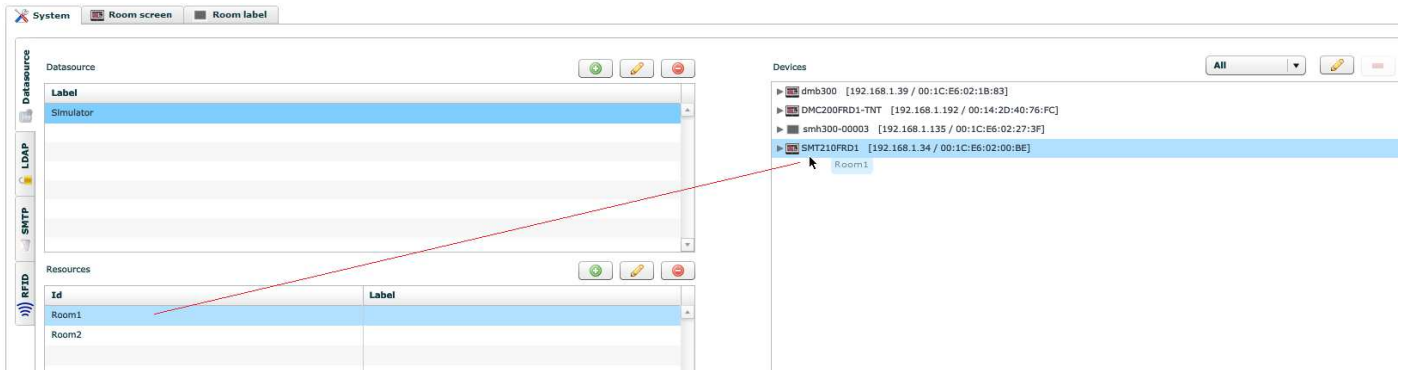 System Room screen Room label
Datasource
LDAP
SMTP
RFID
Datasource
Label
Simulator
Resources
Id Label
Room1
Room2
Devices All
dmb300 [192.168.1.39 / 00:1C:E6:02:1B:83]
DMC200FRD1-TNT [192.168.1.192 / 00:14:2D:40:76:FC]
smh300-00003 [192.168.1.135 / 00:1C:E6:02:27:3F]
SMT210FRD1 [192.168.1.34 / 00:1C:E6:02:00:BE]
Room1